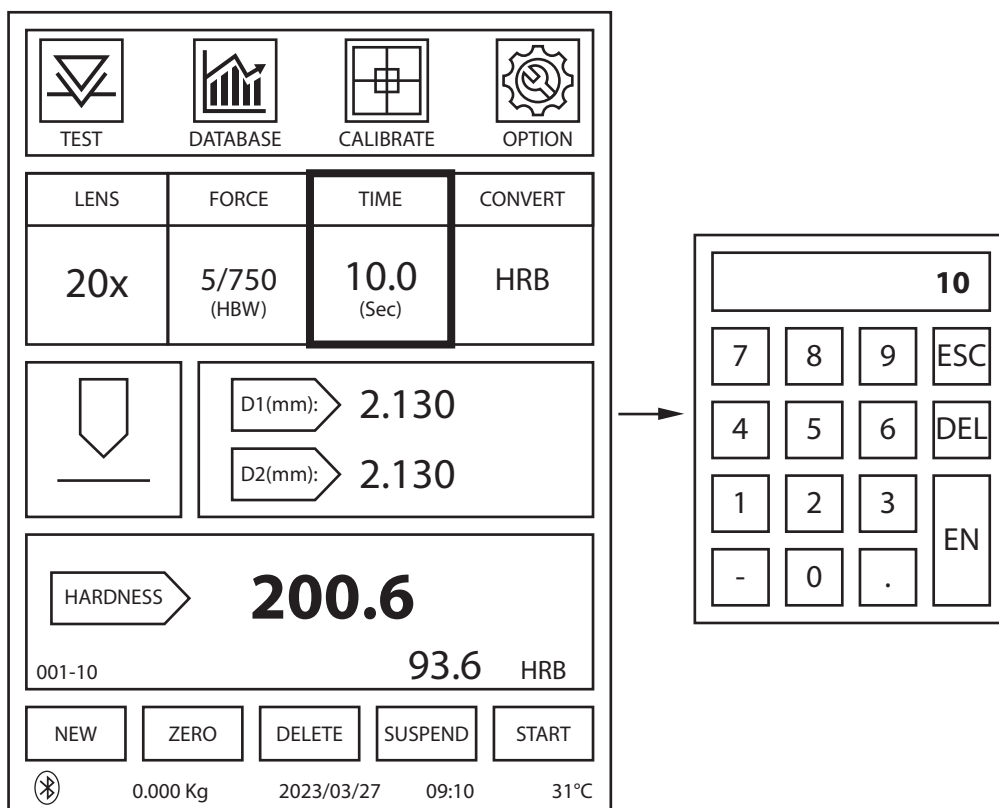 TEST DATABASE CALIBRATE OPTION
LENS FORCE TIME CONVERT
20x 5/750 10.0 HRB
(HBW) (Sec)
D1(mm): 2.130
D2(mm): 2.130
HARDNESS 200.6
001-10 93.6 HRB
NEW ZERO DELETE SUSPEND START
0.000 Kg 2023/03/27 09:10 31°C
10
7 8 9 ESC
4 5 6 DEL
1 2 3
EN
- 0 .